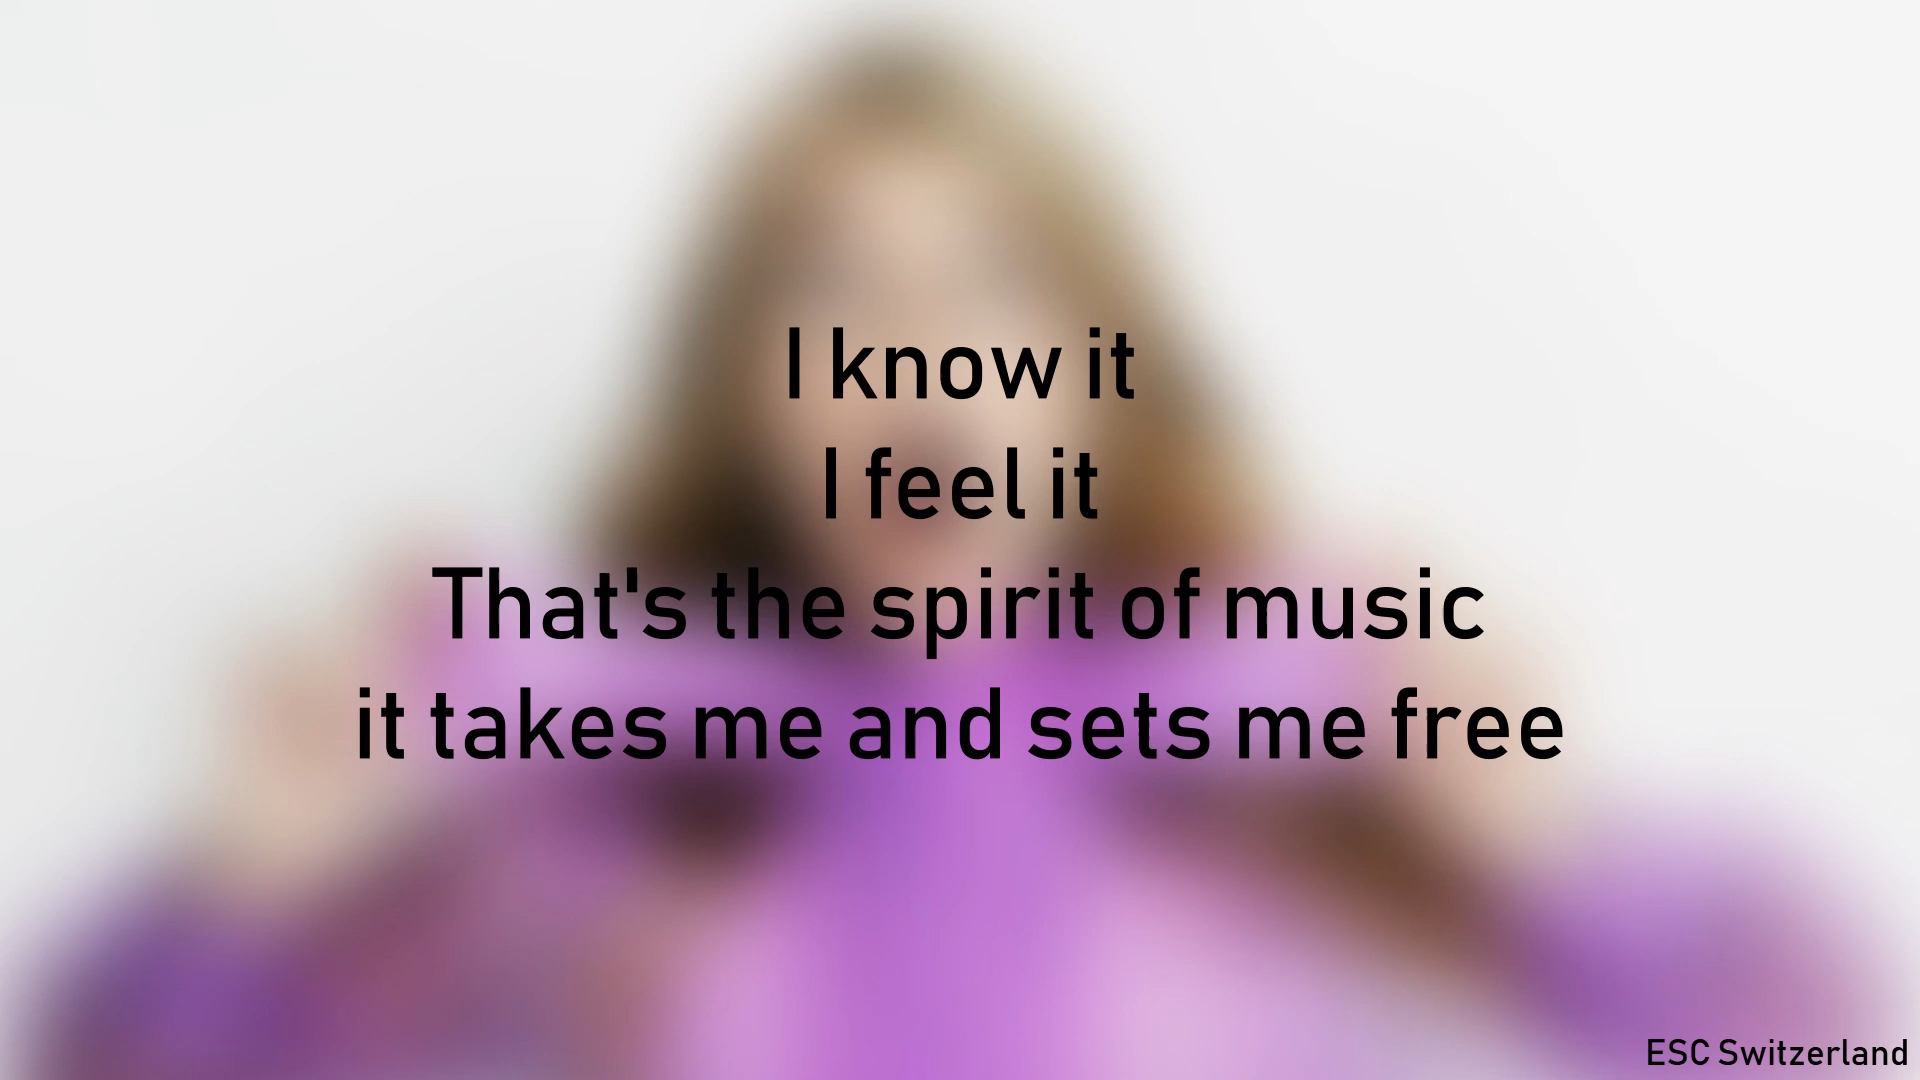 I know it
I feel it
That's the spirit of music
it takes me and sets me free
ESC Switzerland